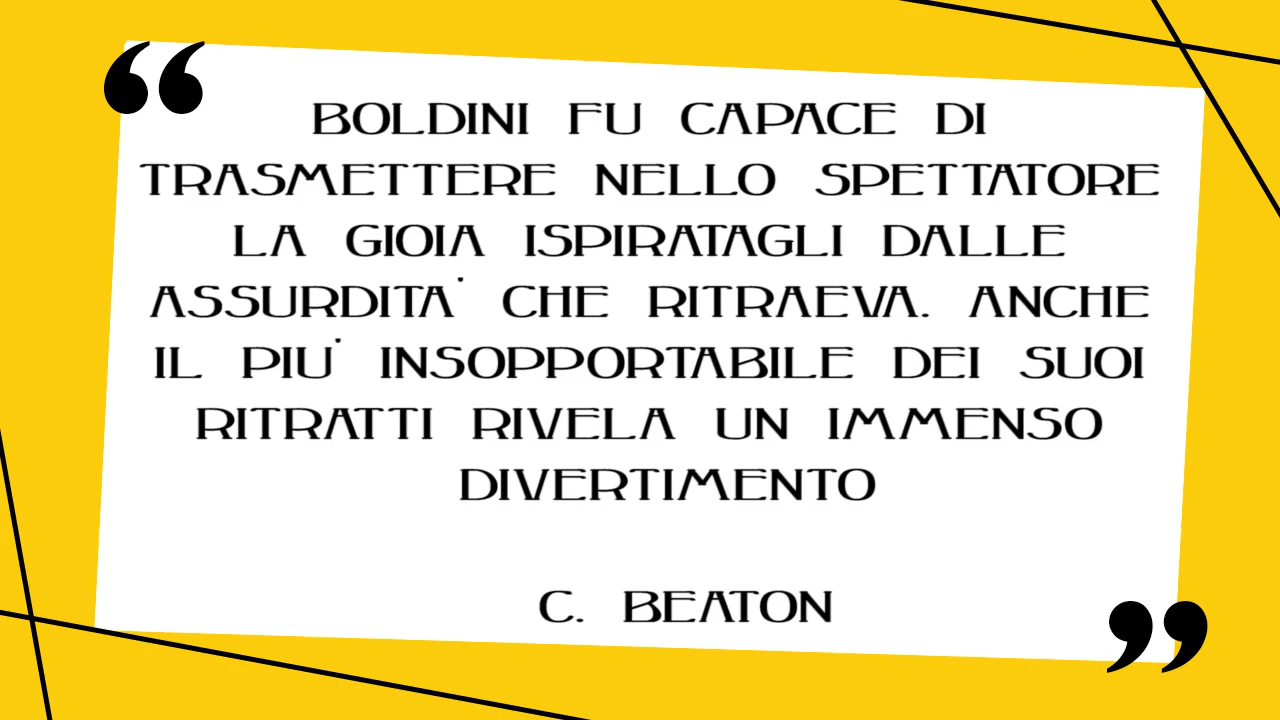 “
BOLDINI FU CAPACE DI
TRASMETTERE NELLO SPETTATORE
LA GIOIA ISPIRATAGLI DALLE
ASSURDITA' CHE RITRAEVA. ANCHE
IL PIU' INSOPPORTABILE DEI SUOI
RITRATTI RIVELA UN IMMENSO
DIVERTIMENTO
C. BEATON
”